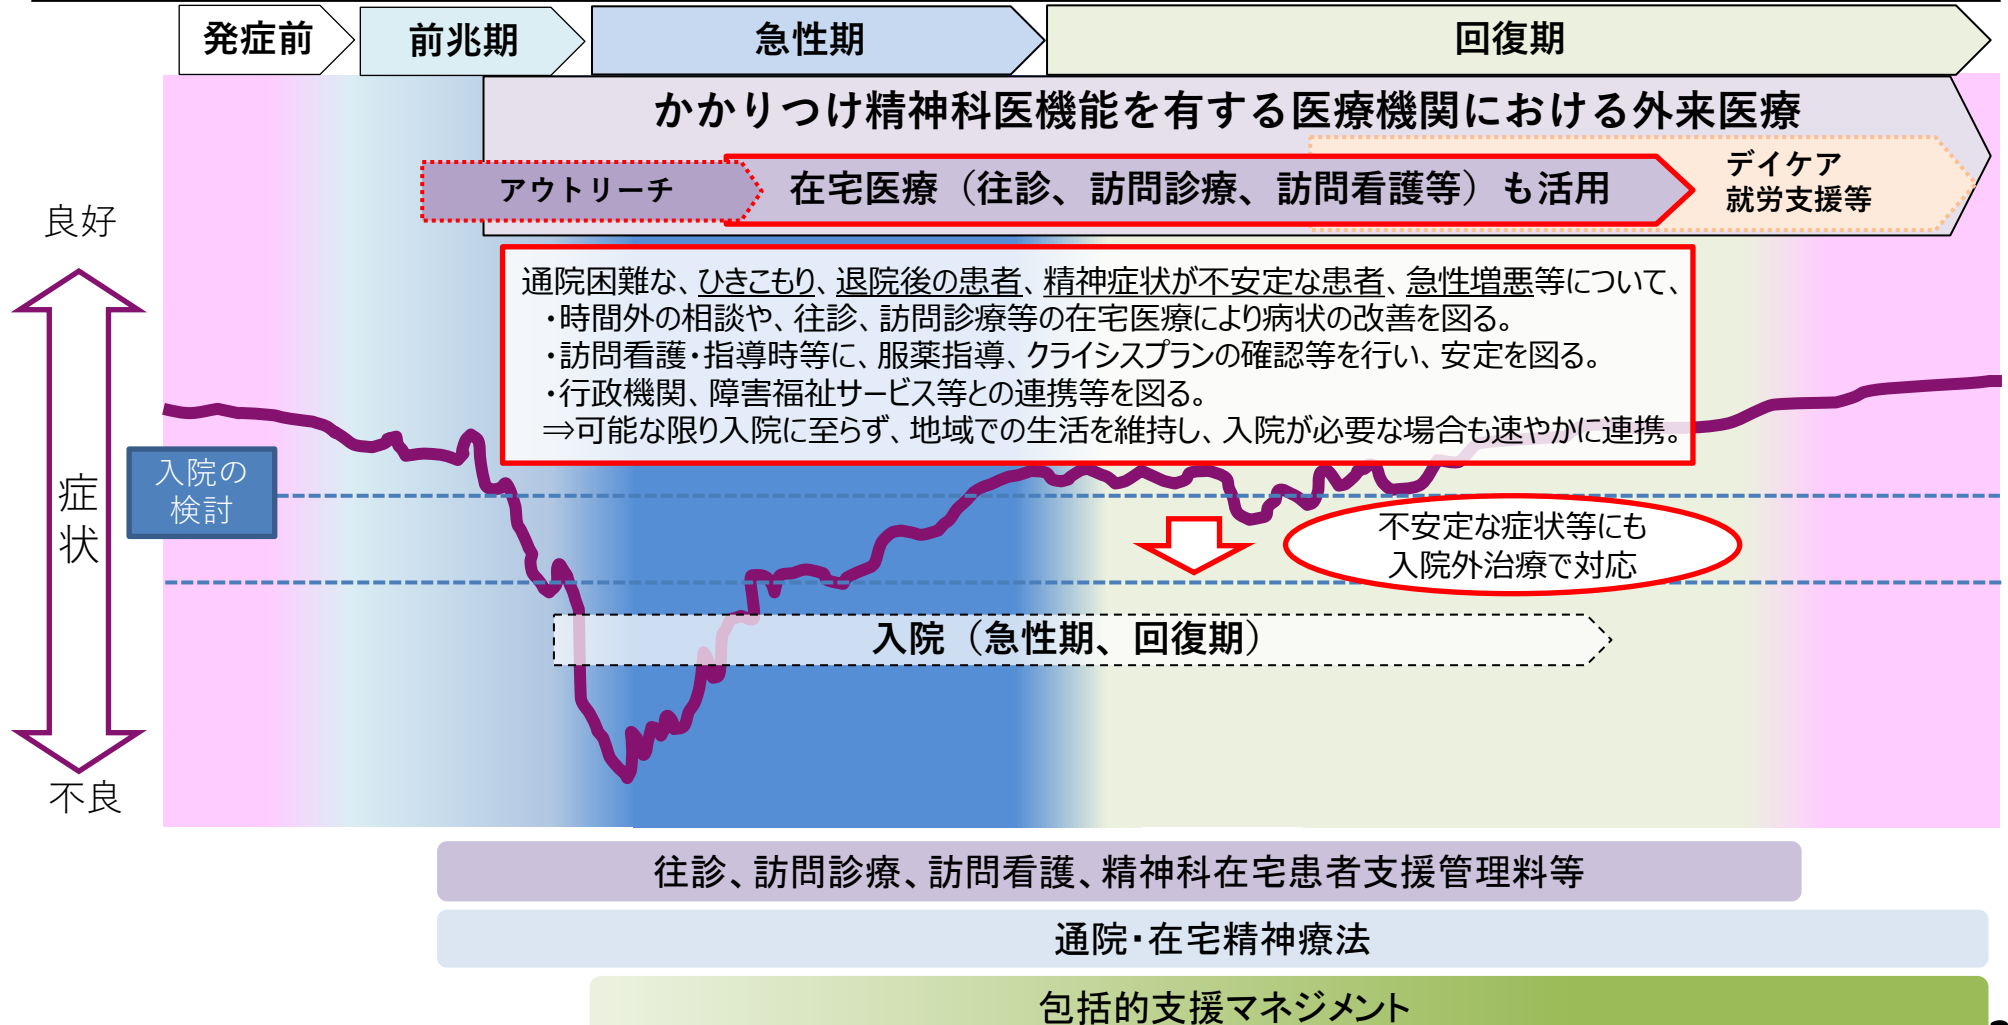 発症前
前兆期
急性期
回復期
かかりつけ精神科医機能を有する医療機関における外来医療
アウトリーチ
在宅医療（往診、訪問診療、訪問看護等）も活用
デイケア
就労支援等
良好
症状
不良
通院困難な、ひきこもり、退院後の患者、精神症状が不安定な患者、急性増悪等について、
・時間外の相談や、往診、訪問診療等の在宅医療により病状の改善を図る。
・訪問看護・指導時等に、服薬指導、クライシスプランの確認等を行い、安定を図る。
・行政機関、障害福祉サービス等との連携等を図る。
⇒可能な限り入院に至らず、地域での生活を維持し、入院が必要な場合も速やかに連携。
入院の
検討
不安定な症状等にも
入院外治療で対応
入院（急性期、回復期）
往診、訪問診療、訪問看護、精神科在宅患者支援管理料等
通院・在宅精神療法
包括的支援マネジメント